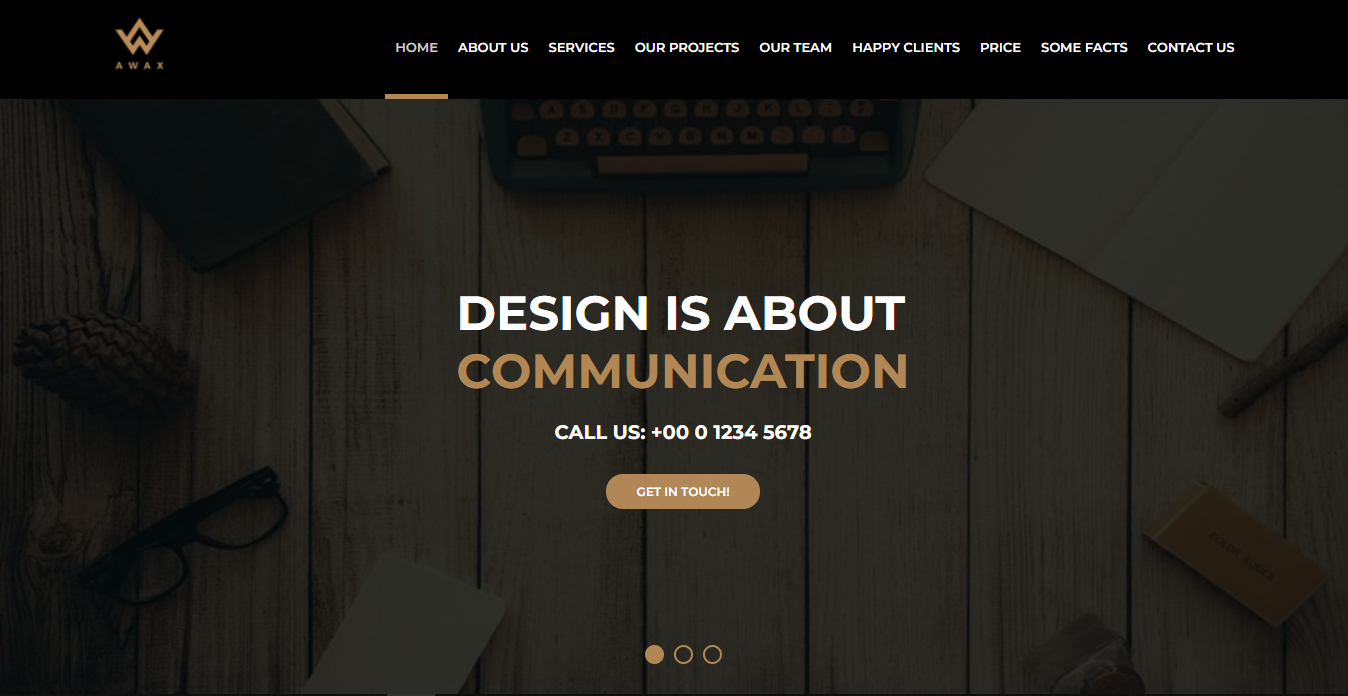 AWAX
HOME ABOUT US SERVICES OUR PROJECTS OUR TEAM HAPPY CLIENTS PRICE SOME FACTS CONTACT US
A S D F G H J K L
Z X C V B N M
DESIGN IS ABOUT
COMMUNICATION
CALL US: +00 0 1234 5678
GET IN TOUCH!